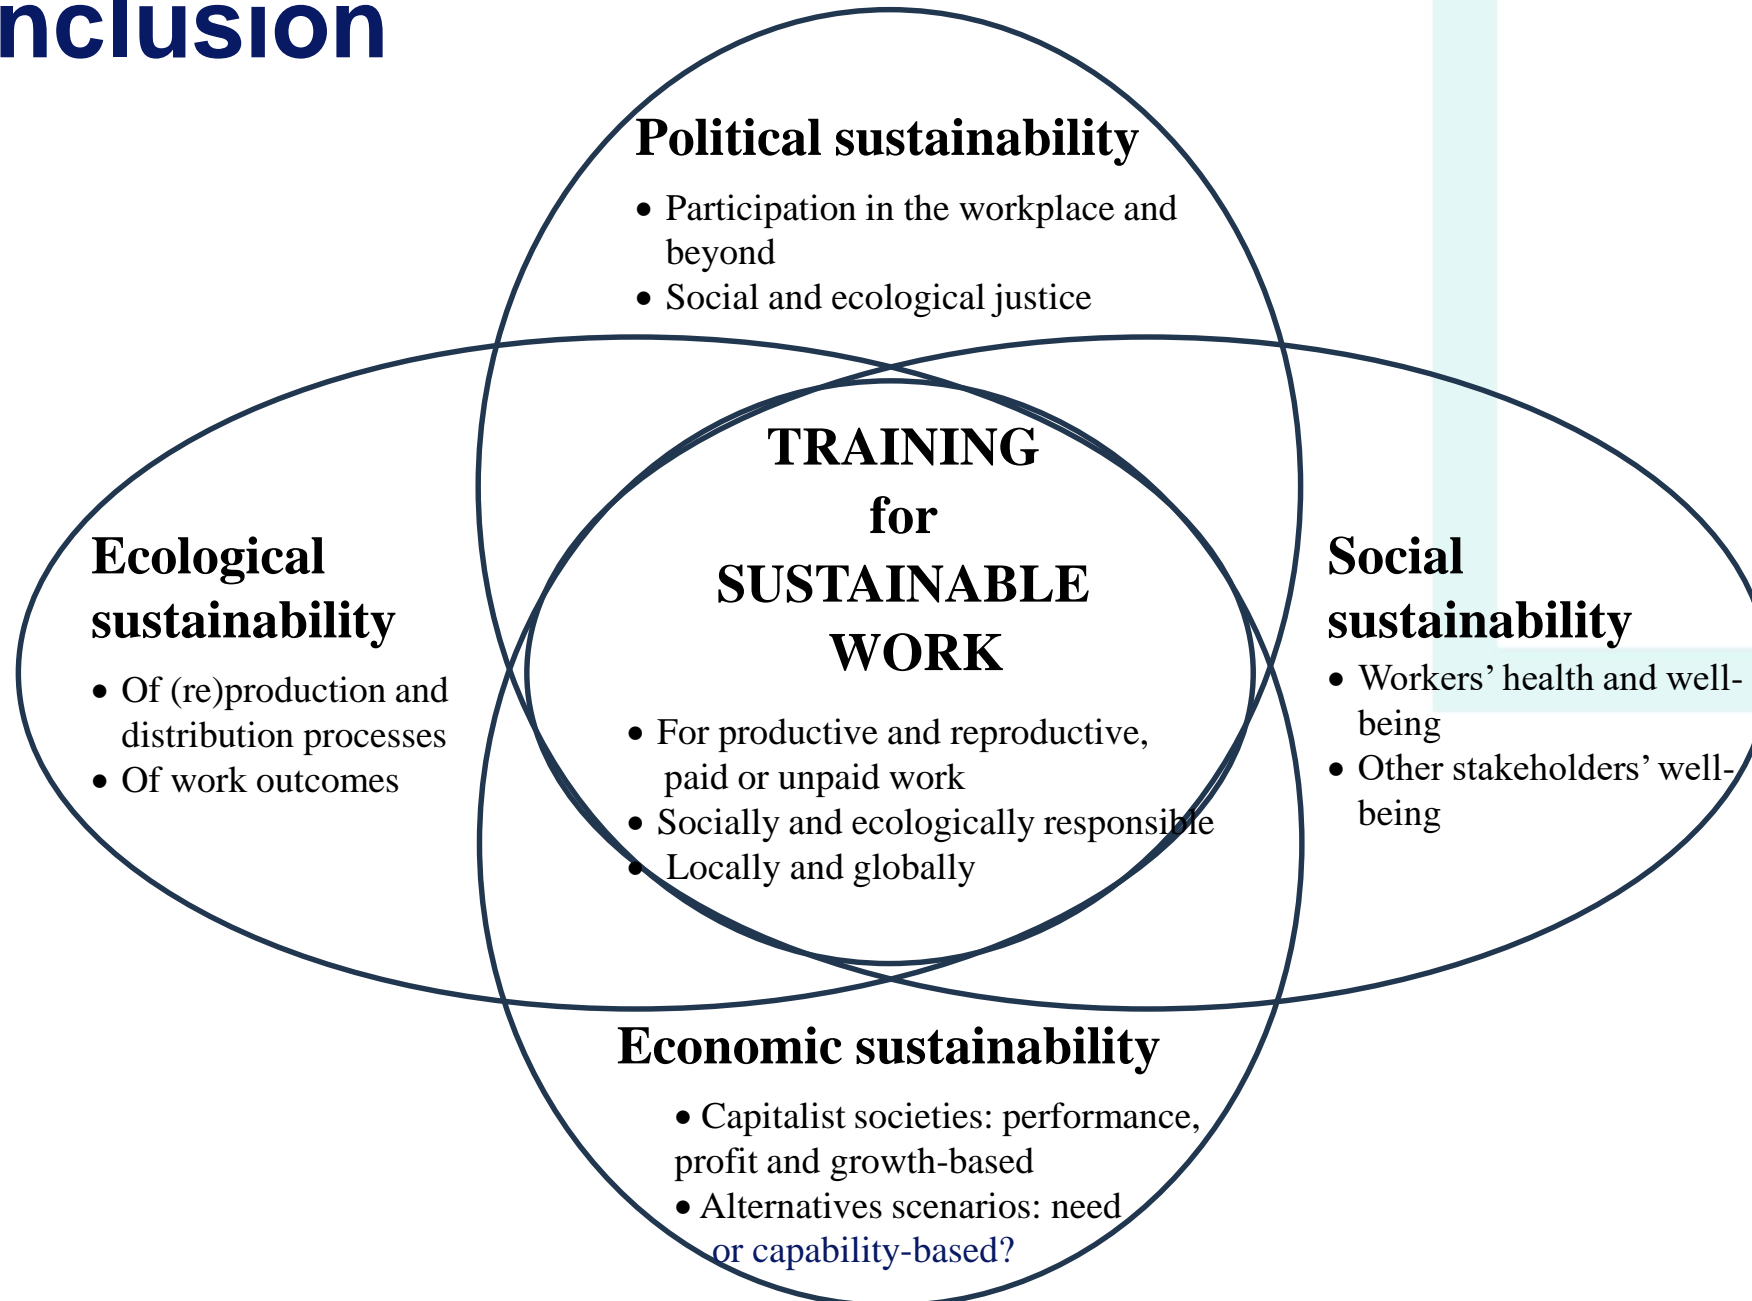 nclusion
Political sustainability
• Participation in the workplace and
beyond
• Social and ecological justice
TRAINING
for
SUSTAINABLE
WORK
• For productive and reproductive,
paid or unpaid work
• Socially and ecologically responsible
• Locally and globally
Ecological
sustainability
• Of (re)production and
distribution processes
• Of work outcomes
Social
sustainability
• Workers’ health and well-
being
• Other stakeholders’ well-
being
Economic sustainability
• Capitalist societies: performance,
profit and growth-based
• Alternatives scenarios: need
or capability-based?